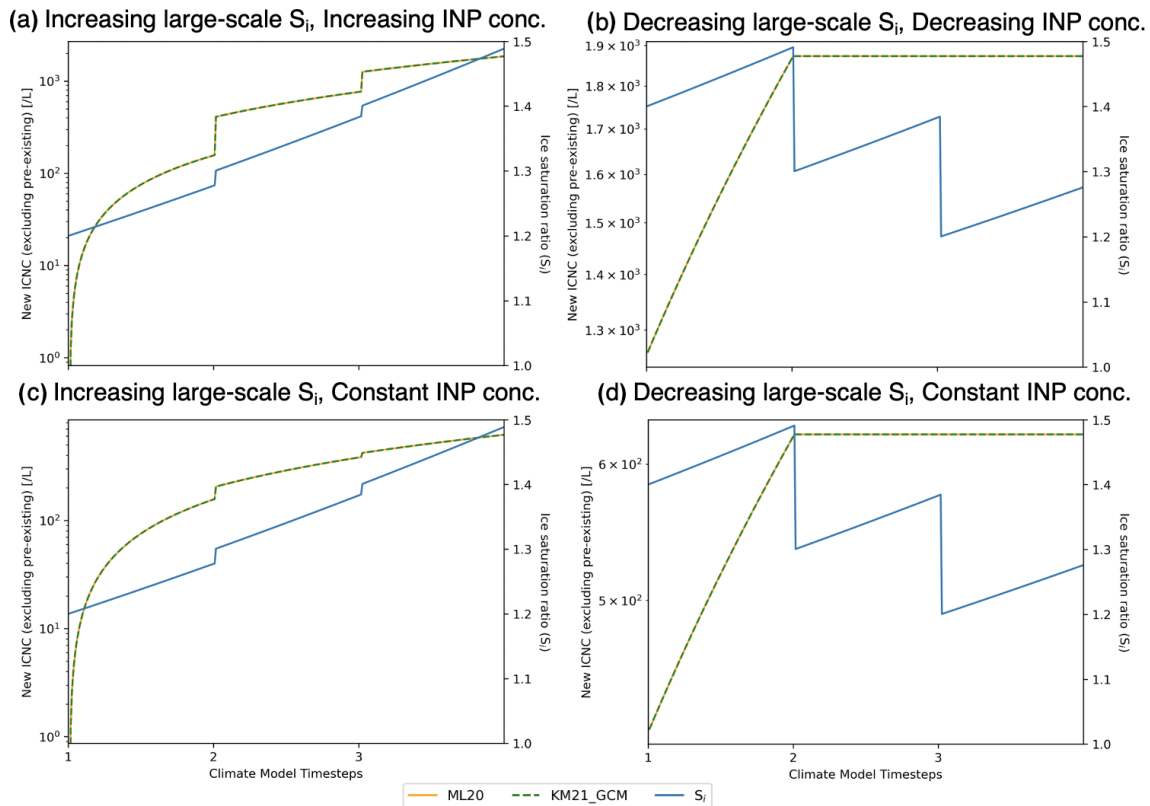 (a) Increasing large-scale Si, Increasing INP conc.
(b) Decreasing large-scale Si, Decreasing INP conc.
New ICNC (excluding pre-existing) [/L]
10³
10²
10¹
10⁰
1.5
1.4
1.3
1.2
1.1
1.0
Ice saturation ratio (Si)
New ICNC (excluding pre-existing) [/L]
1.9 × 10³
1.8 × 10³
1.7 × 10³
1.6 × 10³
1.5 × 10³
1.4 × 10³
1.3 × 10³
1.5
1.4
1.3
1.2
1.1
1.0
Ice saturation ratio (Si)
(c) Increasing large-scale Si, Constant INP conc.
(d) Decreasing large-scale Si, Constant INP conc.
New ICNC (excluding pre-existing) [/L]
10²
10¹
10⁰
1.5
1.4
1.3
1.2
1.1
1.0
Ice saturation ratio (Si)
1 2 3
Climate Model Timesteps
New ICNC (excluding pre-existing) [/L]
6 × 10²
5 × 10²
1.5
1.4
1.3
1.2
1.1
1.0
Ice saturation ratio (Si)
1 2 3
Climate Model Timesteps
ML20 KM21_GCM Si